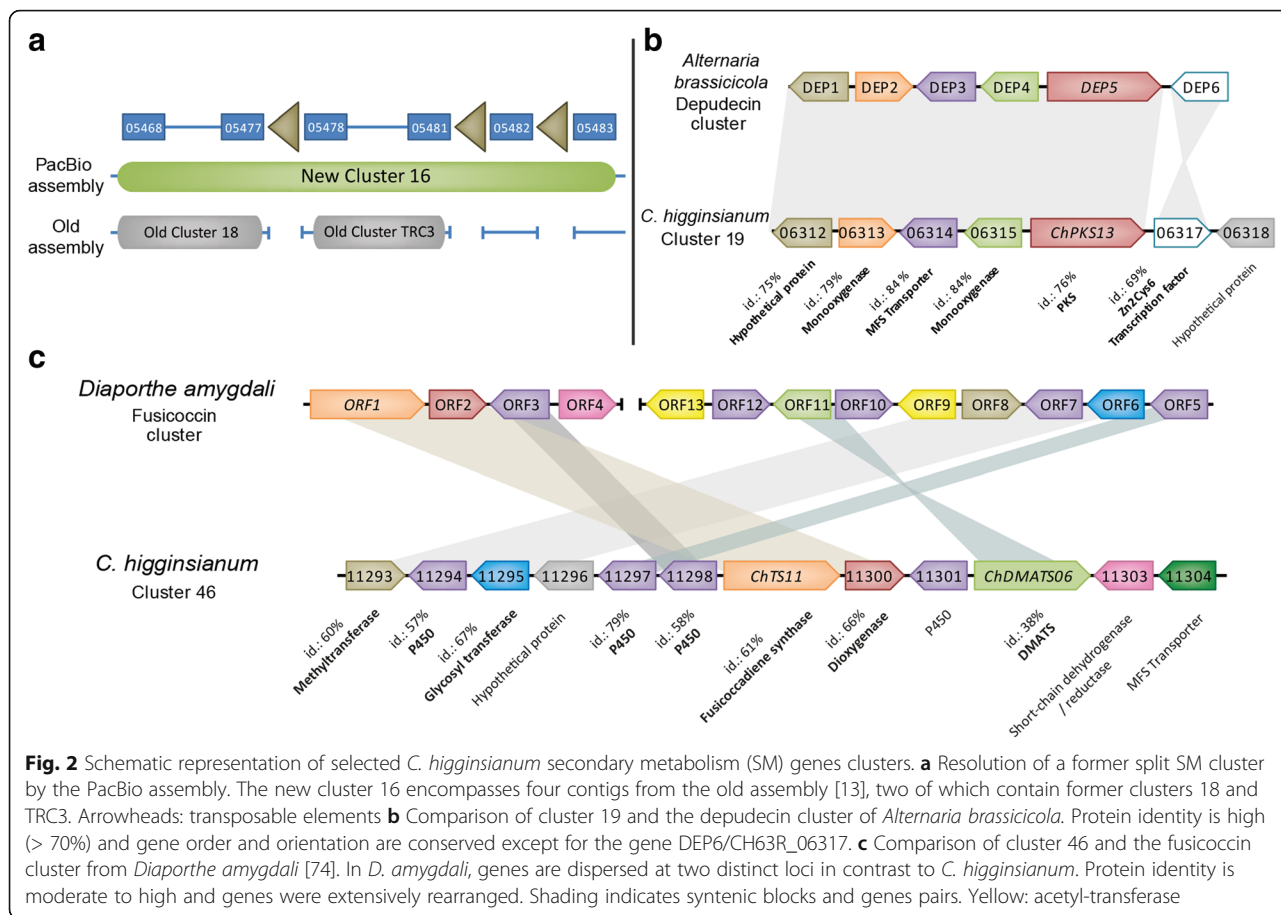 a
05468 05477 05478 05481 05482 05483
PacBio
assembly
New Cluster 16
Old
assembly
Old Cluster 18 Old Cluster TRC3
b
Alternaria
brassicicola
Depudecin
cluster
DEP1 DEP2 DEP3 DEP4 DEP5 DEP6
C. higginsianum
Cluster 19
06312 06313 06314 06315 ChPKS13 06317 06318
id.: 75%
Hypothetical protein
id.: 79%
Monooxygenase
id.: 84%
MFS Transporter
id.: 84%
Monooxygenase
id.: 76%
PKS
id.: 69%
Zn2Cys6
Transcription factor
Hypothetical protein
c
Diaporthe amygdali
Fusicoccin
cluster
ORF1 ORF2 ORF3 ORF4 ORF13 ORF12 ORF11 ORF10 ORF9 ORF8 ORF7 ORF6 ORF5
C. higginsianum
Cluster 46
11293 11294 11295 11296 11297 11298 ChTS11 11300 11301 ChDMATS06 11303 11304
id.: 60%
Methyltransferase
id.: 57%
P450
id.: 67%
Glycosyl transferase
Hypothetical protein
id.: 79%
P450
id.: 58%
P450
id.: 61%
Fusicoccadiene synthase
id.: 66%
Dioxygenase
P450
id.: 38%
DMATS
Short-chain dehydrogenase
/ reductase
MFS Transporter
Fig. 2 Schematic representation of selected C. higginsianum secondary metabolism (SM) genes clusters. a Resolution of a former split SM cluster
by the PacBio assembly. The new cluster 16 encompasses four contigs from the old assembly [13], two of which contain former clusters 18 and
TRC3. Arrowheads: transposable elements b Comparison of cluster 19 and the depudecin cluster of Alternaria brassicicola. Protein identity is high
(> 70%) and gene order and orientation are conserved except for the gene DEP6/CH63R_06317. c Comparison of cluster 46 and the fusicoccin
cluster from Diaporthe amygdali [74]. In D. amygdali, genes are dispersed at two distinct loci in contrast to C. higginsianum. Protein identity is
moderate to high and genes were extensively rearranged. Shading indicates syntenic blocks and genes pairs. Yellow: acetyl-transferase